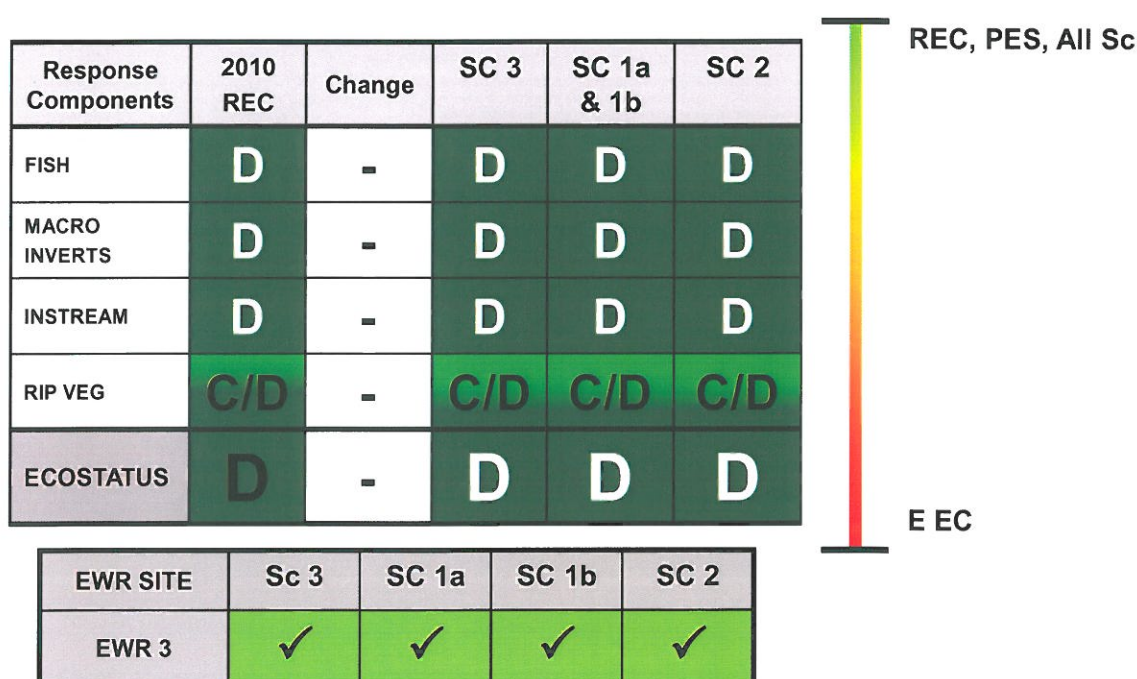 Response Components 2010 REC Change SC 3 SC 1a & 1b SC 2
FISH D - D D D
MACRO INVERTS D - D D D
INSTREAM D - D D D
RIP VEG C/D - C/D C/D C/D
ECOSTATUS D - D D D
REC, PES, All Sc
E EC
EWR SITE Sc 3 SC 1a SC 1b SC 2
EWR 3 ✓ ✓ ✓ ✓